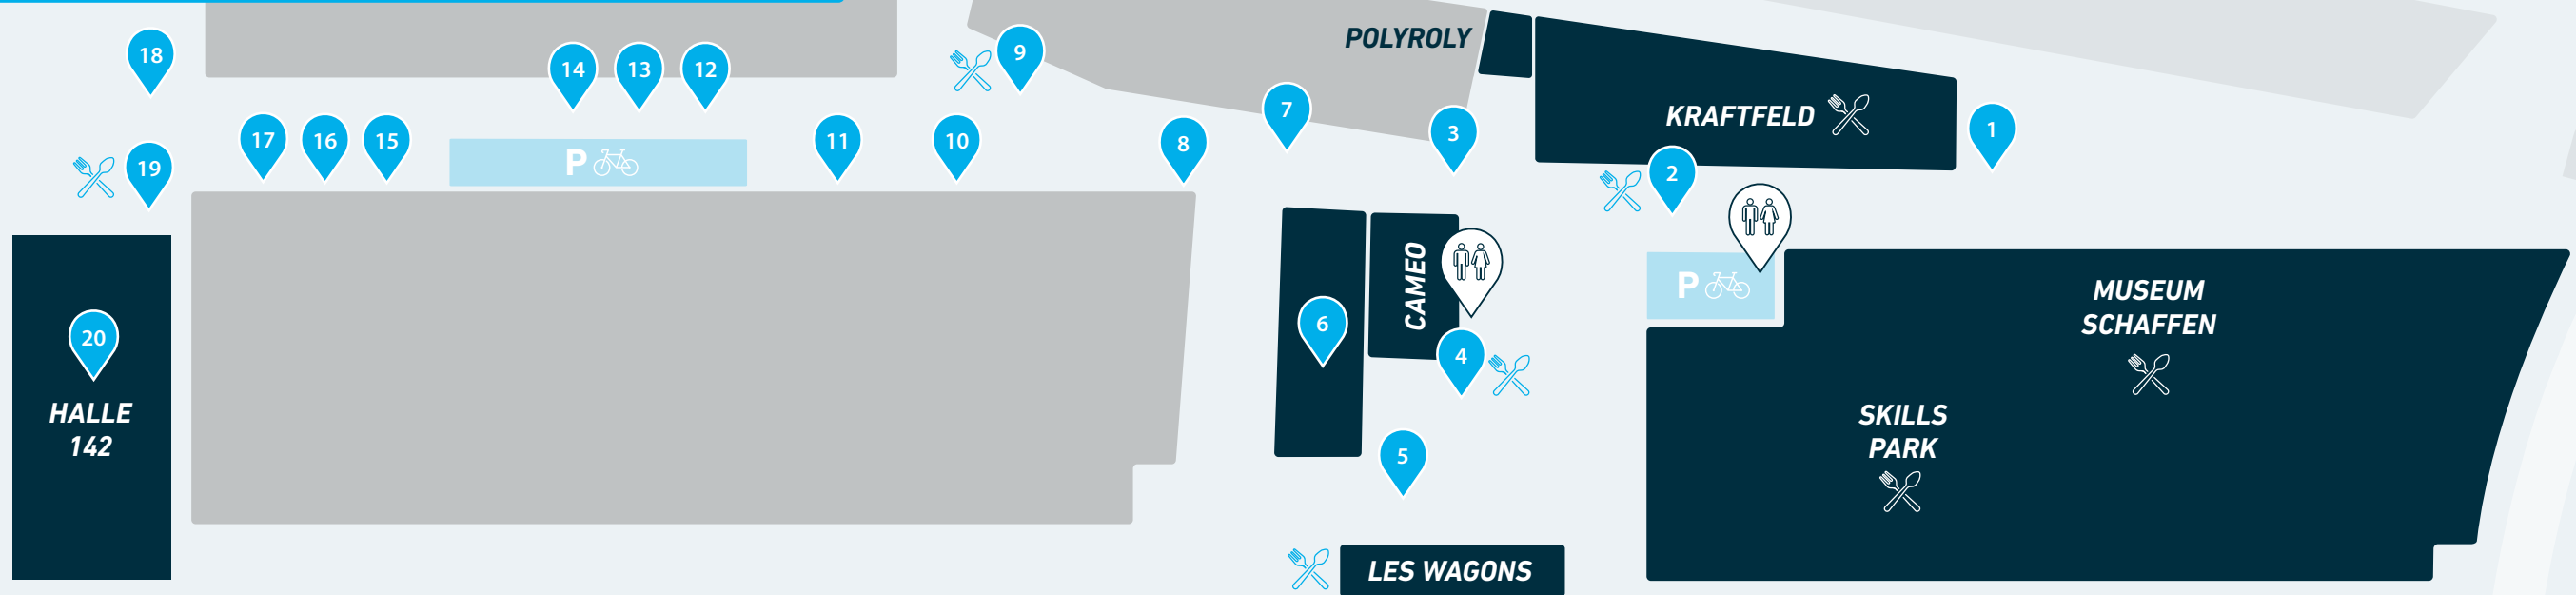 18
14
13
12
9
POLYROLY
7
3
KRAFTFELD
1
19
17
16
15
P
11
10
8
2
20
HALLE
142
6
CAMEO
4
5
P
MUSEUM
SCHAFFEN
SKILLS
PARK
LES WAGONS